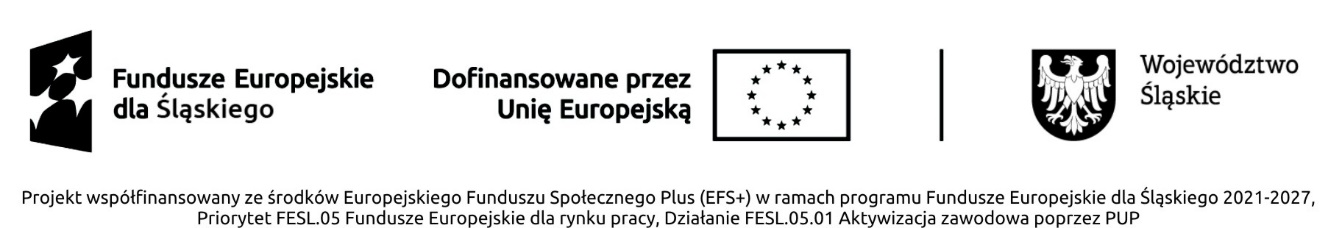 Fundusze Europejskie
dla Śląskiego
Dofinansowane przez
Unię Europejską
Województwo
Śląskie
Projekt współfinansowany ze środków Europejskiego Funduszu Społecznego Plus (EFS+) w ramach programu Fundusze Europejskie dla Śląskiego 2021-2027,
Priorytet FESL.05 Fundusze Europejskie dla rynku pracy, Działanie FESL.05.01 Aktywizacja zawodowa poprzez PUP